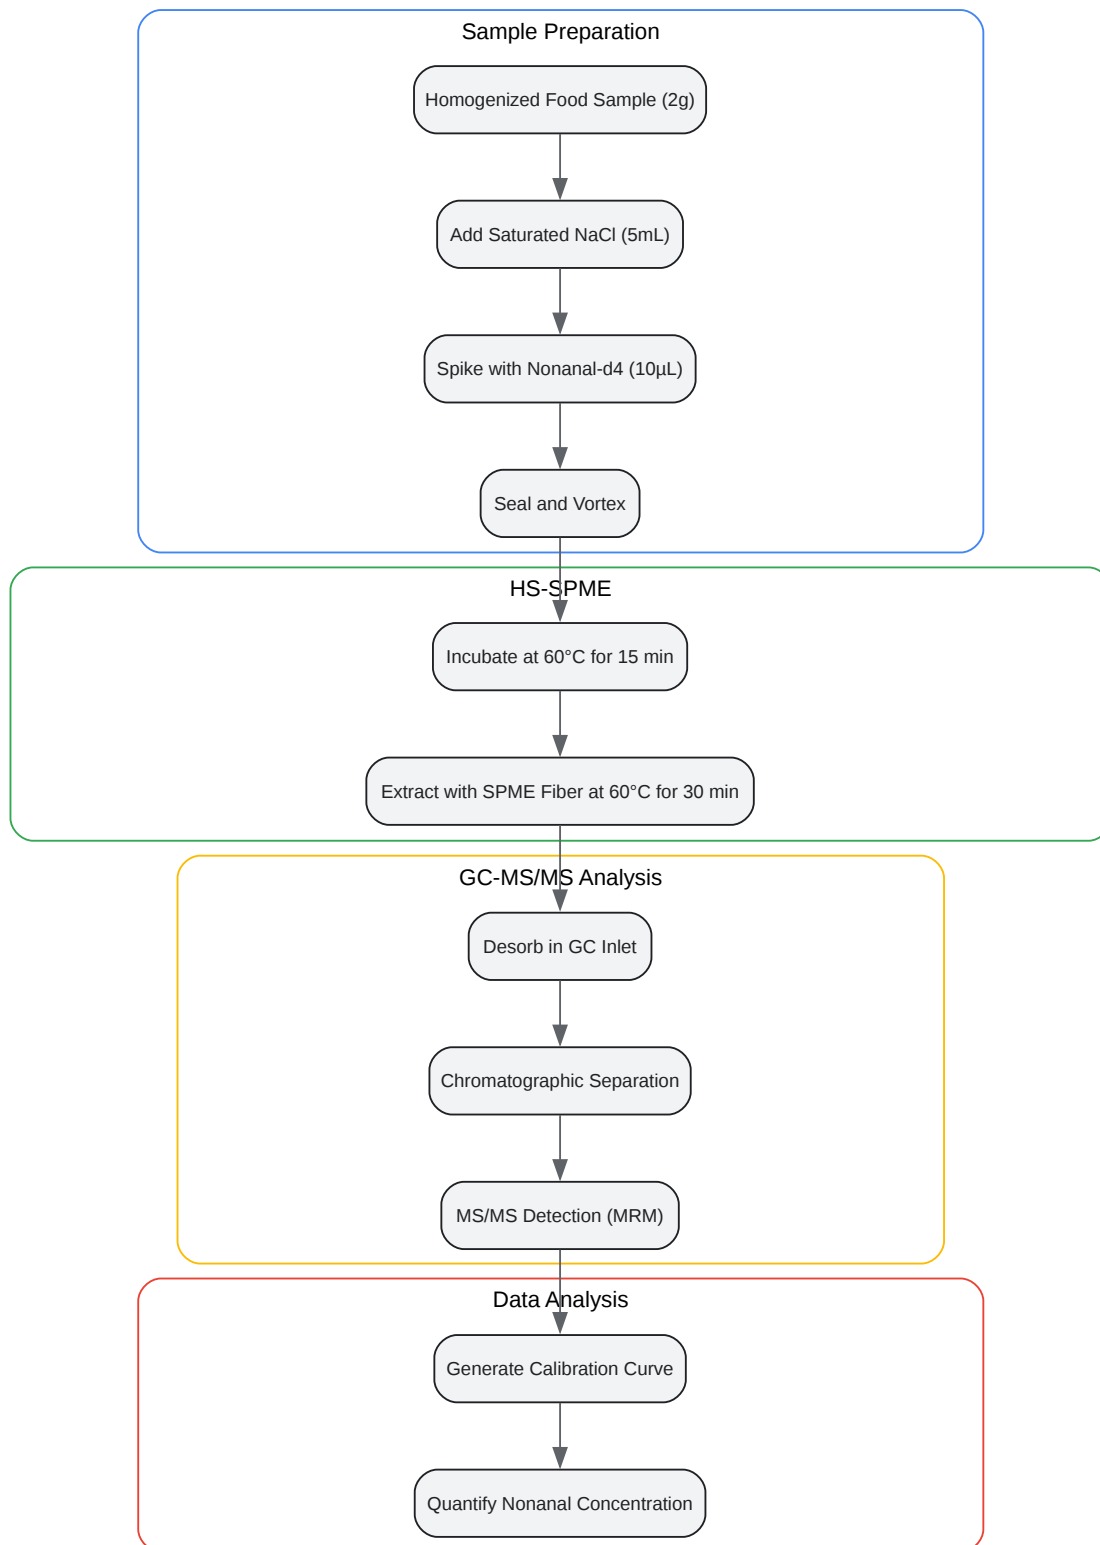 Sample Preparation
Homogenized Food Sample (2g)
Add Saturated NaCl (5mL)
Spike with Nonanal-d4 (10µL)
Seal and Vortex
HS-SPME
Incubate at 60°C for 15 min
Extract with SPME Fiber at 60°C for 30 min
GC-MS/MS Analysis
Desorb in GC Inlet
Chromatographic Separation
MS/MS Detection (MRM)
Data Analysis
Generate Calibration Curve
Quantify Nonanal Concentration